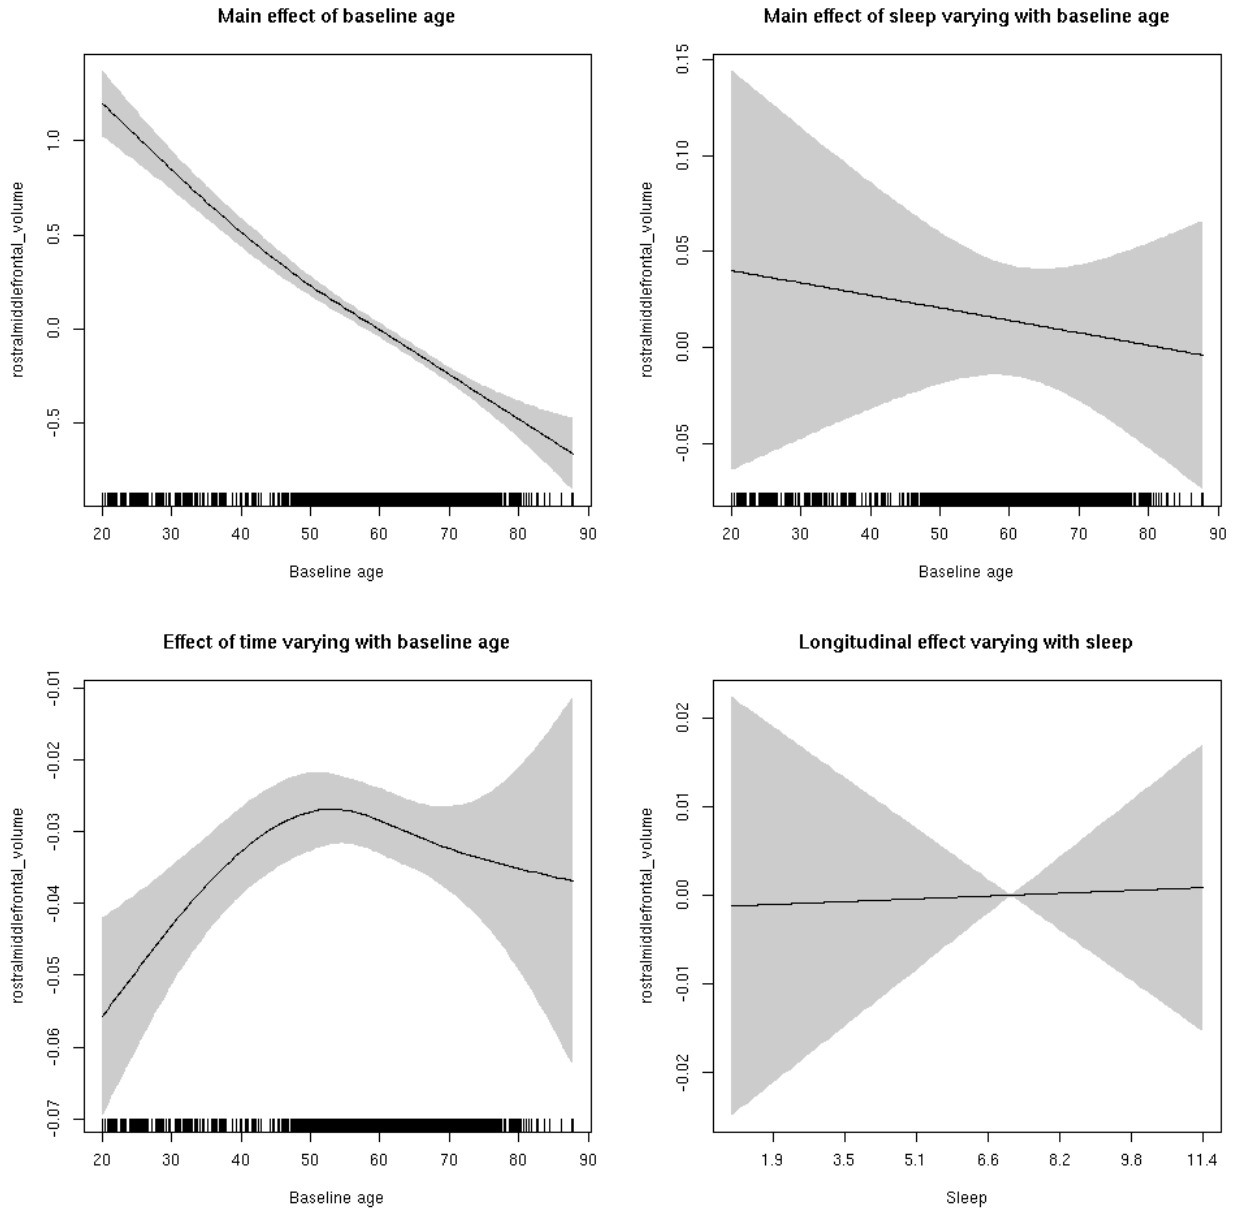 Main effect of baseline age
rostralmiddlefrontal_volume
1.0
0.5
0.0
-0.5
20 30 40 50 60 70 80 90
Baseline age
Main effect of sleep varying with baseline age
rostralmiddlefrontal_volume
0.15
0.10
0.05
0.00
-0.05
20 30 40 50 60 70 80 90
Baseline age
Effect of time varying with baseline age
rostralmiddlefrontal_volume
-0.01
-0.02
-0.03
-0.04
-0.05
-0.06
-0.07
20 30 40 50 60 70 80 90
Baseline age
Longitudinal effect varying with sleep
rostralmiddlefrontal_volume
0.02
0.01
0.00
-0.01
-0.02
1.9 3.5 5.1 6.6 8.2 9.8 11.4
Sleep